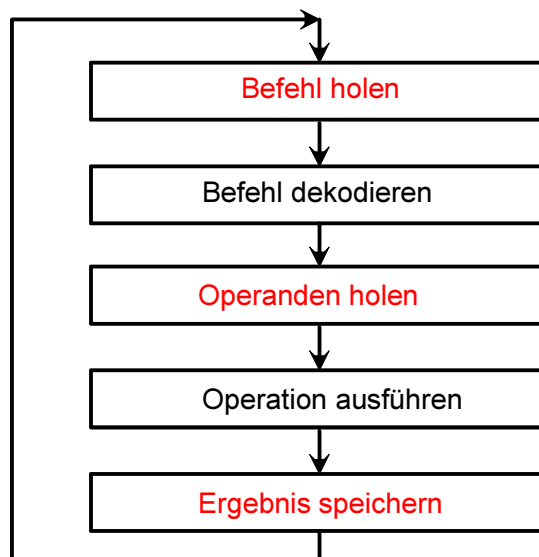 Befehl holen
Befehl dekodieren
Operanden holen
Operation ausführen
Ergebnis speichern